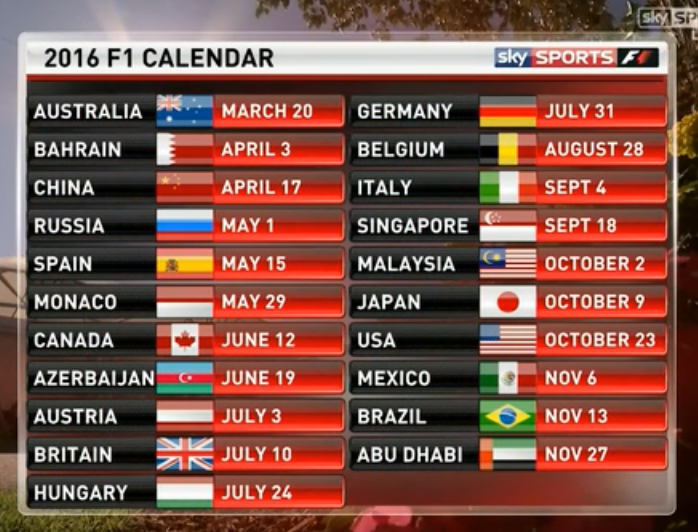 sky SP
2016 F1 CALENDAR
sky SPORTS F1
AUSTRALIA MARCH 20
BAHRAIN APRIL 3
CHINA APRIL 17
RUSSIA MAY 1
SPAIN MAY 15
MONACO MAY 29
CANADA JUNE 12
AZERBAIJAN JUNE 19
AUSTRIA JULY 3
BRITAIN JULY 10
HUNGARY JULY 24
GERMANY JULY 31
BELGIUM AUGUST 28
ITALY SEPT 4
SINGAPORE SEPT 18
MALAYSIA OCTOBER 2
JAPAN OCTOBER 9
USA OCTOBER 23
MEXICO NOV 6
BRAZIL NOV 13
ABU DHABI NOV 27